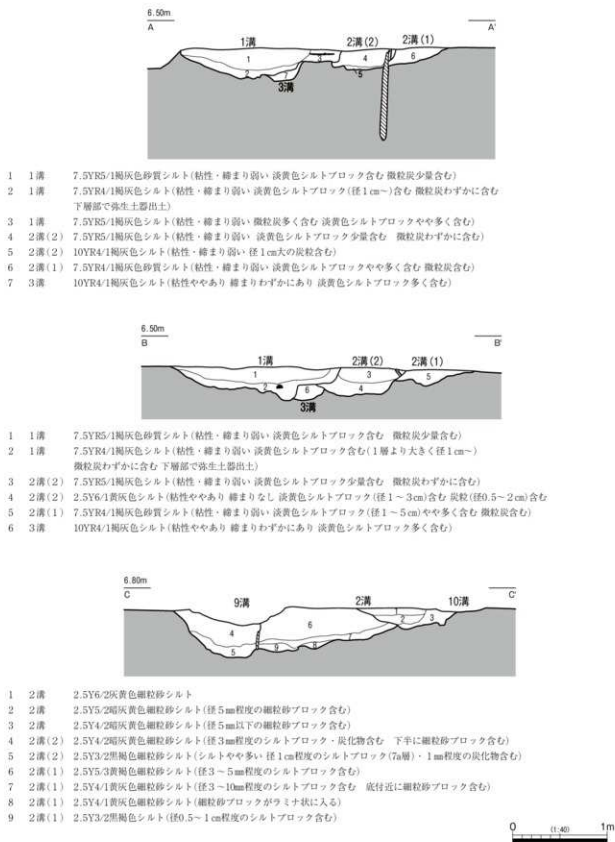 6.50m
A A'
1溝 2溝(2) 2溝(1)
1 3 4 6
2 7 5
3溝
1 1溝 7.5YR5/1褐灰色砂質シルト(粘性・締まり弱い 淡黄色シルトブロック含む 微粒炭少量含む)
2 1溝 7.5YR4/1褐灰色シルト(粘性・締まり弱い 淡黄色シルトブロック(径1㎝~)含む 微粒炭わずかに含む
下層部で弥生土器出土)
3 1溝 7.5YR5/1褐灰色シルト(粘性・締まり弱い 微粒炭多く含む 淡黄色シルトブロックやや多く含む)
4 2溝(2) 7.5YR5/1褐灰色シルト(粘性・締まり弱い 淡黄色シルトブロック少量含む 微粒炭わずかに含む)
5 2溝(2) 10YR4/1褐灰色シルト(粘性・締まり弱い 径1㎝大の炭粒含む)
6 2溝(1) 7.5YR4/1褐灰色砂質シルト(粘性・締まり弱い 淡黄色シルトブロックやや多く含む 微粒炭含む)
7 3溝 10YR4/1褐灰色シルト(粘性ややあり 締まりわずかにあり 淡黄色シルトブロック多く含む)
6.50m
B B'
1溝 2溝(2) 2溝(1)
1 3 5
2 6 4
3溝
1 1溝 7.5YR5/1褐灰色砂質シルト(粘性・締まり弱い 淡黄色シルトブロック含む 微粒炭少量含む)
2 1溝 7.5YR4/1褐灰色シルト(粘性・締まり弱い 淡黄色シルトブロック含む(1層より大きく径1㎝~)
微粒炭わずかに含む 下層部で弥生土器出土)
3 2溝(2) 7.5YR5/1褐灰色シルト(粘性・締まり弱い 淡黄色シルトブロック少量含む 微粒炭わずかに含む)
4 2溝(2) 2.5Y6/1黄灰色シルト(粘性ややあり 締まりなし 淡黄色シルトブロック(径1~3㎝)含む 炭粒(径0.5~2㎝)含む
5 2溝(1) 7.5YR4/1褐灰色砂質シルト(粘性・締まり弱い 淡黄色シルトブロック(径1~5㎝)やや多く含む 微粒炭含む)
6 3溝 10YR4/1褐灰色シルト(粘性ややあり 締まりわずかにあり 淡黄色シルトブロック多く含む)
6.80m
C C'
9溝 2溝 10溝
4 6 1 2 3
5 9 8 7
1 2溝 2.5Y6/2灰黄色細粒砂シルト
2 2溝 2.5Y5/2暗灰黄色細粒砂シルト(径5㎜程度の細粒砂ブロック含む)
3 2溝 2.5Y4/2暗灰黄色細粒砂シルト(径5㎜以下の細粒砂ブロック含む)
4 2溝(2) 2.5Y4/2暗灰黄色細粒砂シルト(径3㎜程度のシルトブロック・炭化物含む 下半に細粒砂ブロック含む)
5 2溝(2) 2.5Y3/2黒褐色細粒砂シルト(シルトやや多い 径1㎝程度のシルトブロック(7a層)・1㎜程度の炭化物含む)
6 2溝(1) 2.5Y5/3黄褐色細粒砂シルト(径3~5㎜程度のシルトブロック含む)
7 2溝(1) 2.5Y4/1黄灰色細粒砂シルト(径3~10㎜程度のシルトブロック含む 底付近に細粒砂ブロック含む)
8 2溝(1) 2.5Y4/1黄灰色シルト(細粒砂ブロックがラミナ状に入る)
9 2溝(1) 2.5Y3/2黒褐色シルト(径0.5~1㎝程度のシルトブロック含む)
0 (1:40) 1m